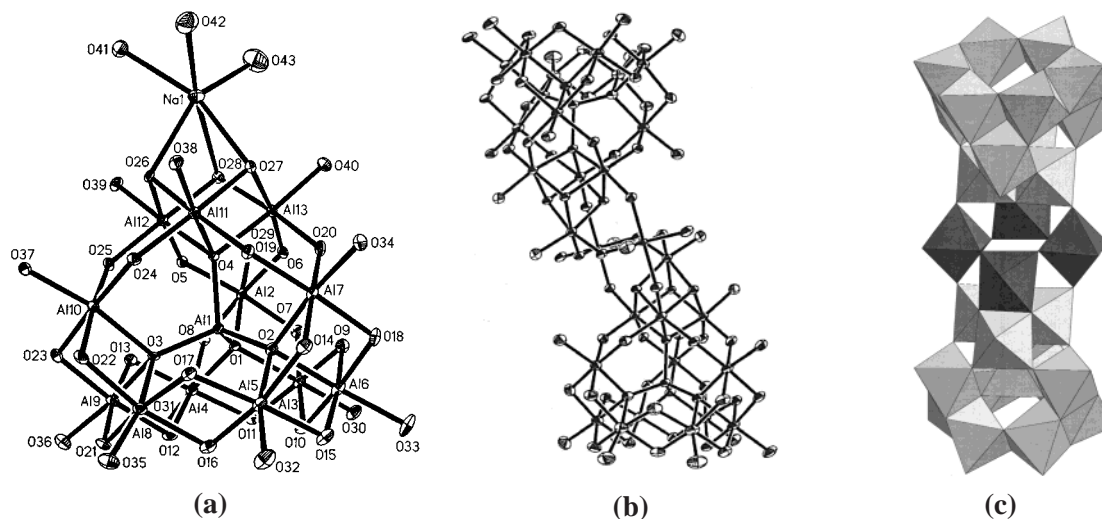 O42
O41 O43
Na1
O38
O26 O28 O27
O39 O40
Al11 Al13
Al12 O29 O20
O25 O19 O34
O24 O4 O6
O37 O5
Al2 Al7
Al10 O7
Al1 O9 O18
O3 O8 O2 O14
O23 O13 O1
O22 O17
Al5 Al6
Al9 O31 Al4 Al3
O36 Al8 O11 O30
O12 O10 O33
O21 O16 O15
O35 O32
(a) (b) (c)